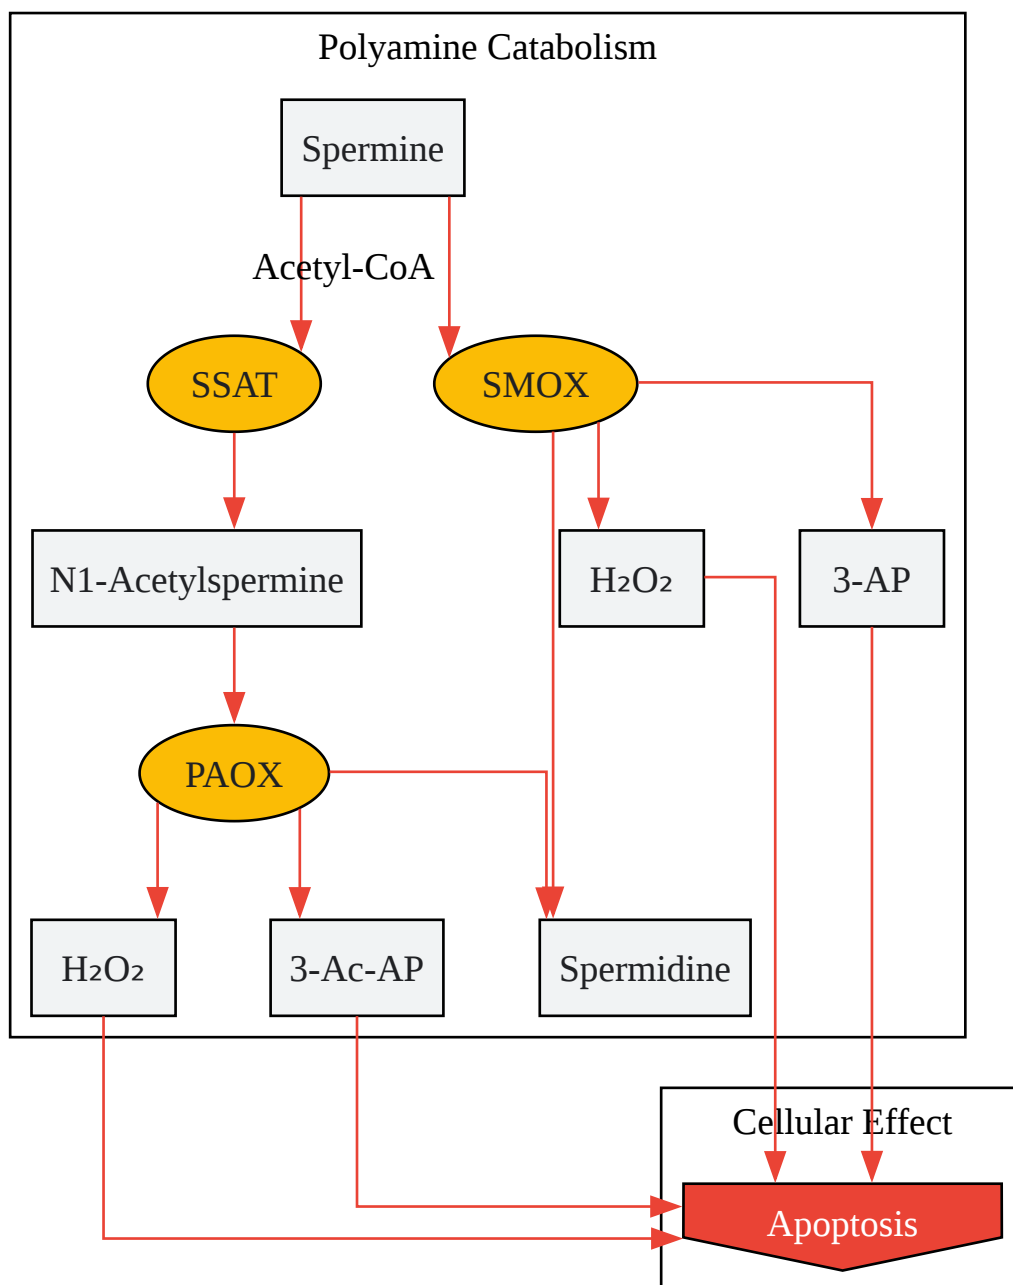 Polyamine Catabolism
Spermine
Acetyl-CoA
SSAT
SMOX
N1-Acetylspermine
H₂O₂
3-AP
PAOX
H₂O₂
3-Ac-AP
Spermidine
Cellular Effect
Apoptosis